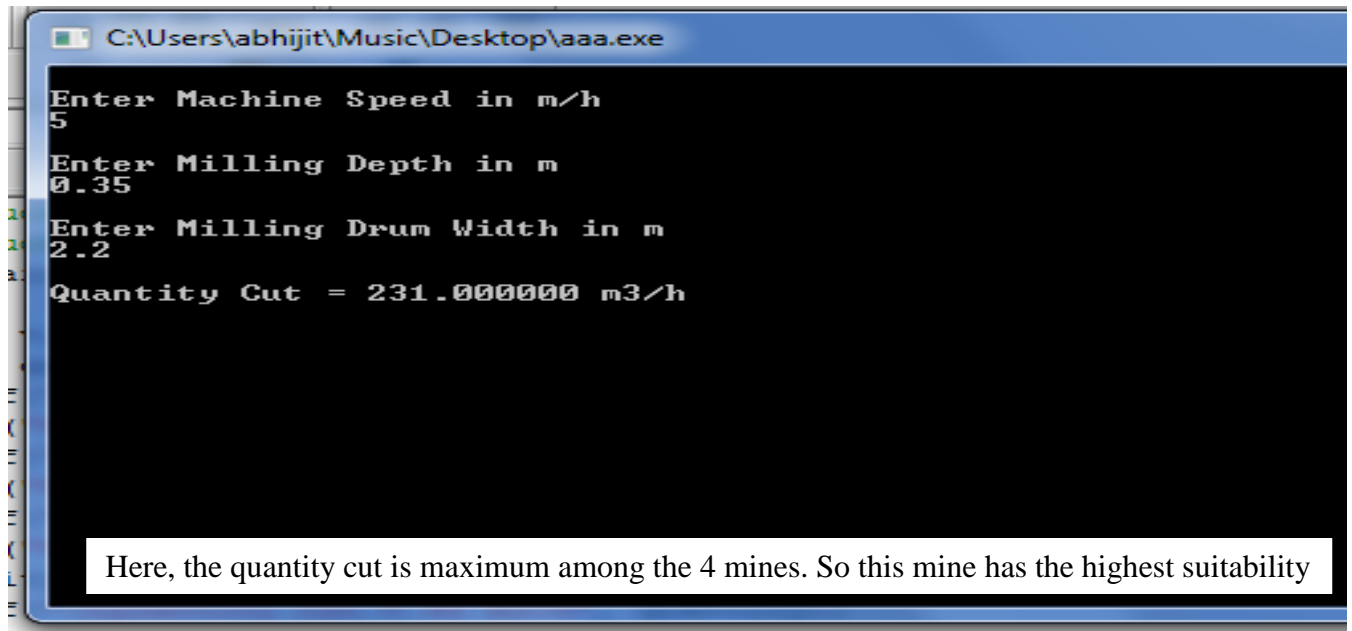 C:\Users\abhijit\Music\Desktop\aaa.exe
Enter Machine Speed in m/h
5
Enter Milling Depth in m
0.35
Enter Milling Drum Width in m
2.2
Quantity Cut = 231.000000 m3/h
Here, the quantity cut is maximum among the 4 mines. So this mine has the highest suitability